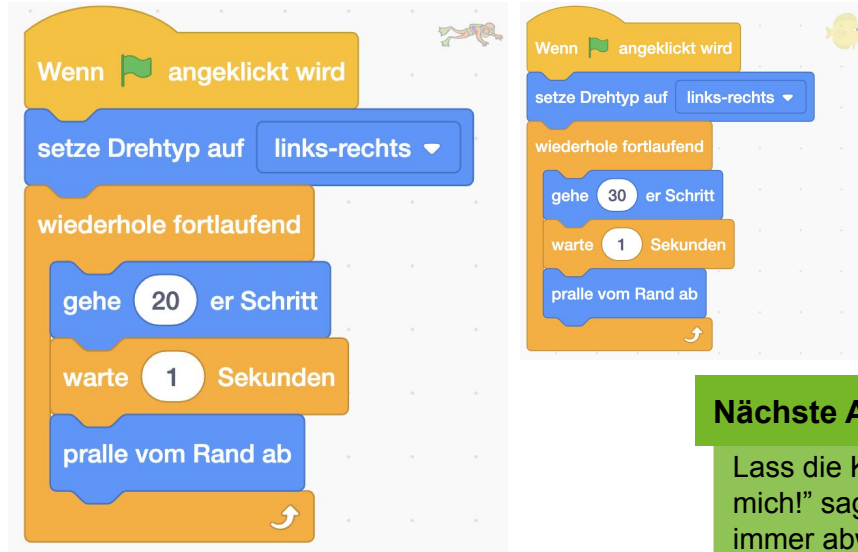 Wenn angeklickt wird
setze Drehtyp auf links-rechts
wiederhole fortlaufend
gehe 20 er Schritt
warte 1 Sekunden
pralle vom Rand ab
Wenn angeklickt wird
setze Drehtyp auf links-rechts
wiederhole fortlaufend
gehe 30 er Schritt
warte 1 Sekunden
pralle vom Rand ab
Nächste
Lass die
mich!”
immer